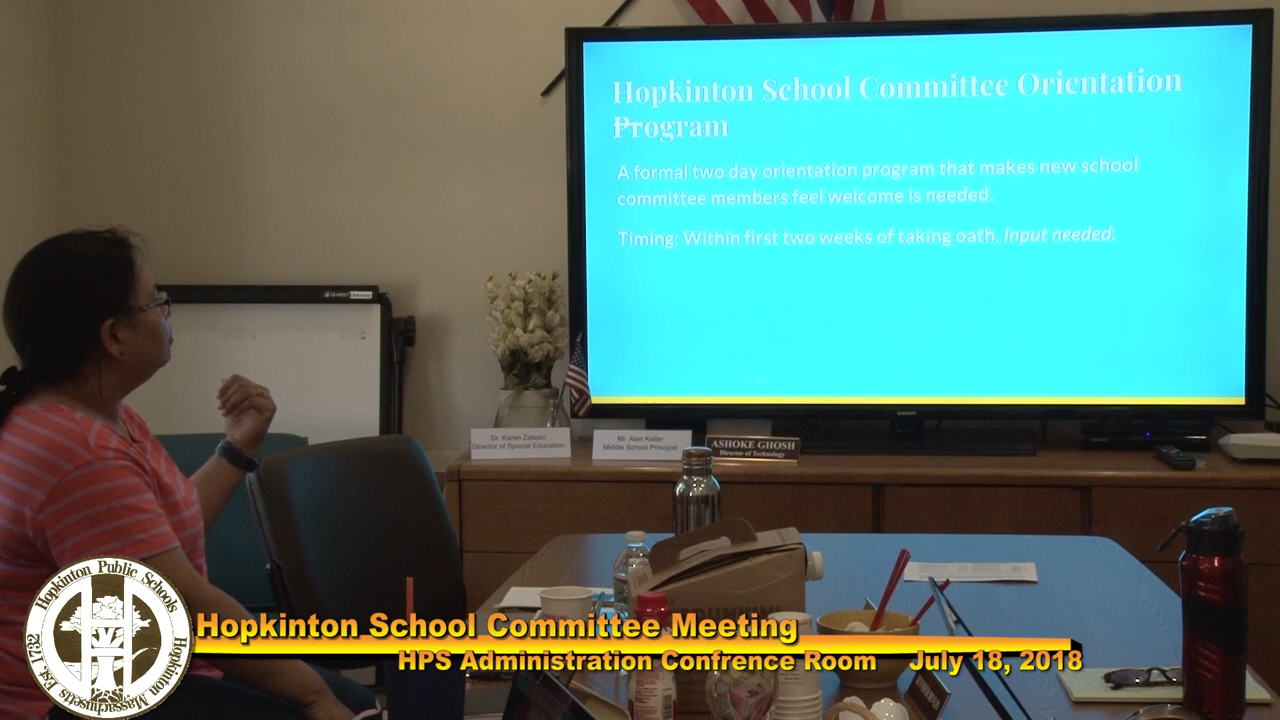 Hopkinton School Committee Orientation
Program
A formal two day orientation program that makes new school
committee members feel welcome is needed.
Timing: Within first two weeks of taking oath. Input needed.
SAMSUNG
Dr. Karen Zaleski
Director of Special Education
Mr. Alan Keller
Middle School Principal
ASHOKE GHOSH
Director of Technology
DUNKIN'
Hopkinton Public Schools
Hopkinton
Massachusetts Est. 1732
Hopkinton School Committee Meeting
HPS Administration Confrence Room July 18, 2018